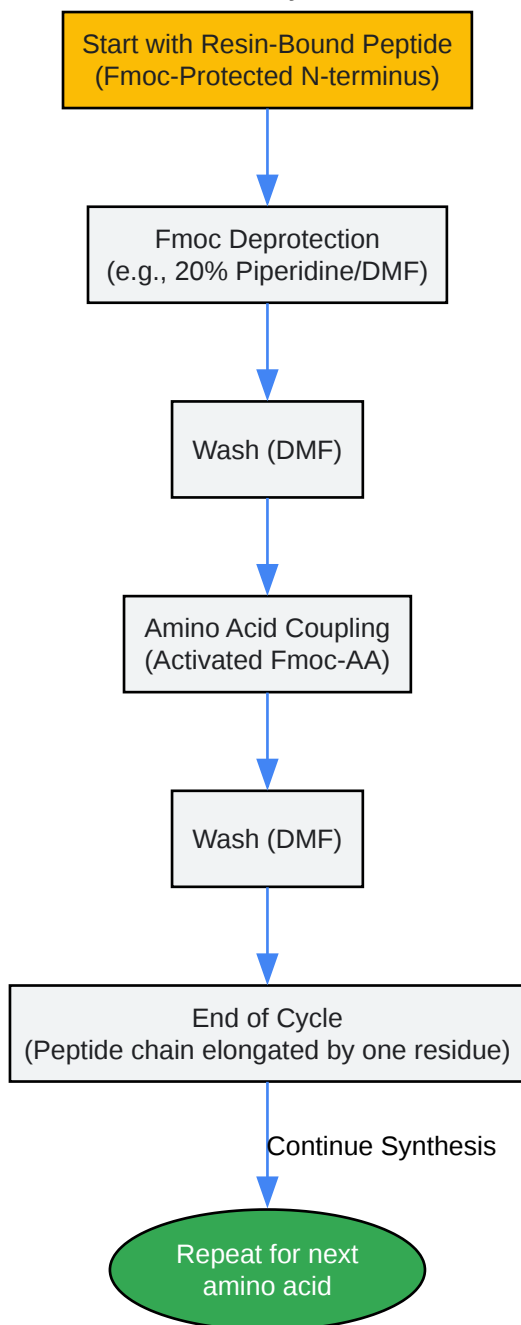 Start with Resin-Bound Peptide
(Fmoc-Protected N-terminus)
Fmoc Deprotection
(e.g., 20% Piperidine/DMF)
Wash (DMF)
Amino Acid Coupling
(Activated Fmoc-AA)
Wash (DMF)
End of Cycle
(Peptide chain elongated by one residue)
Continue Synthesis
Repeat for next
amino acid